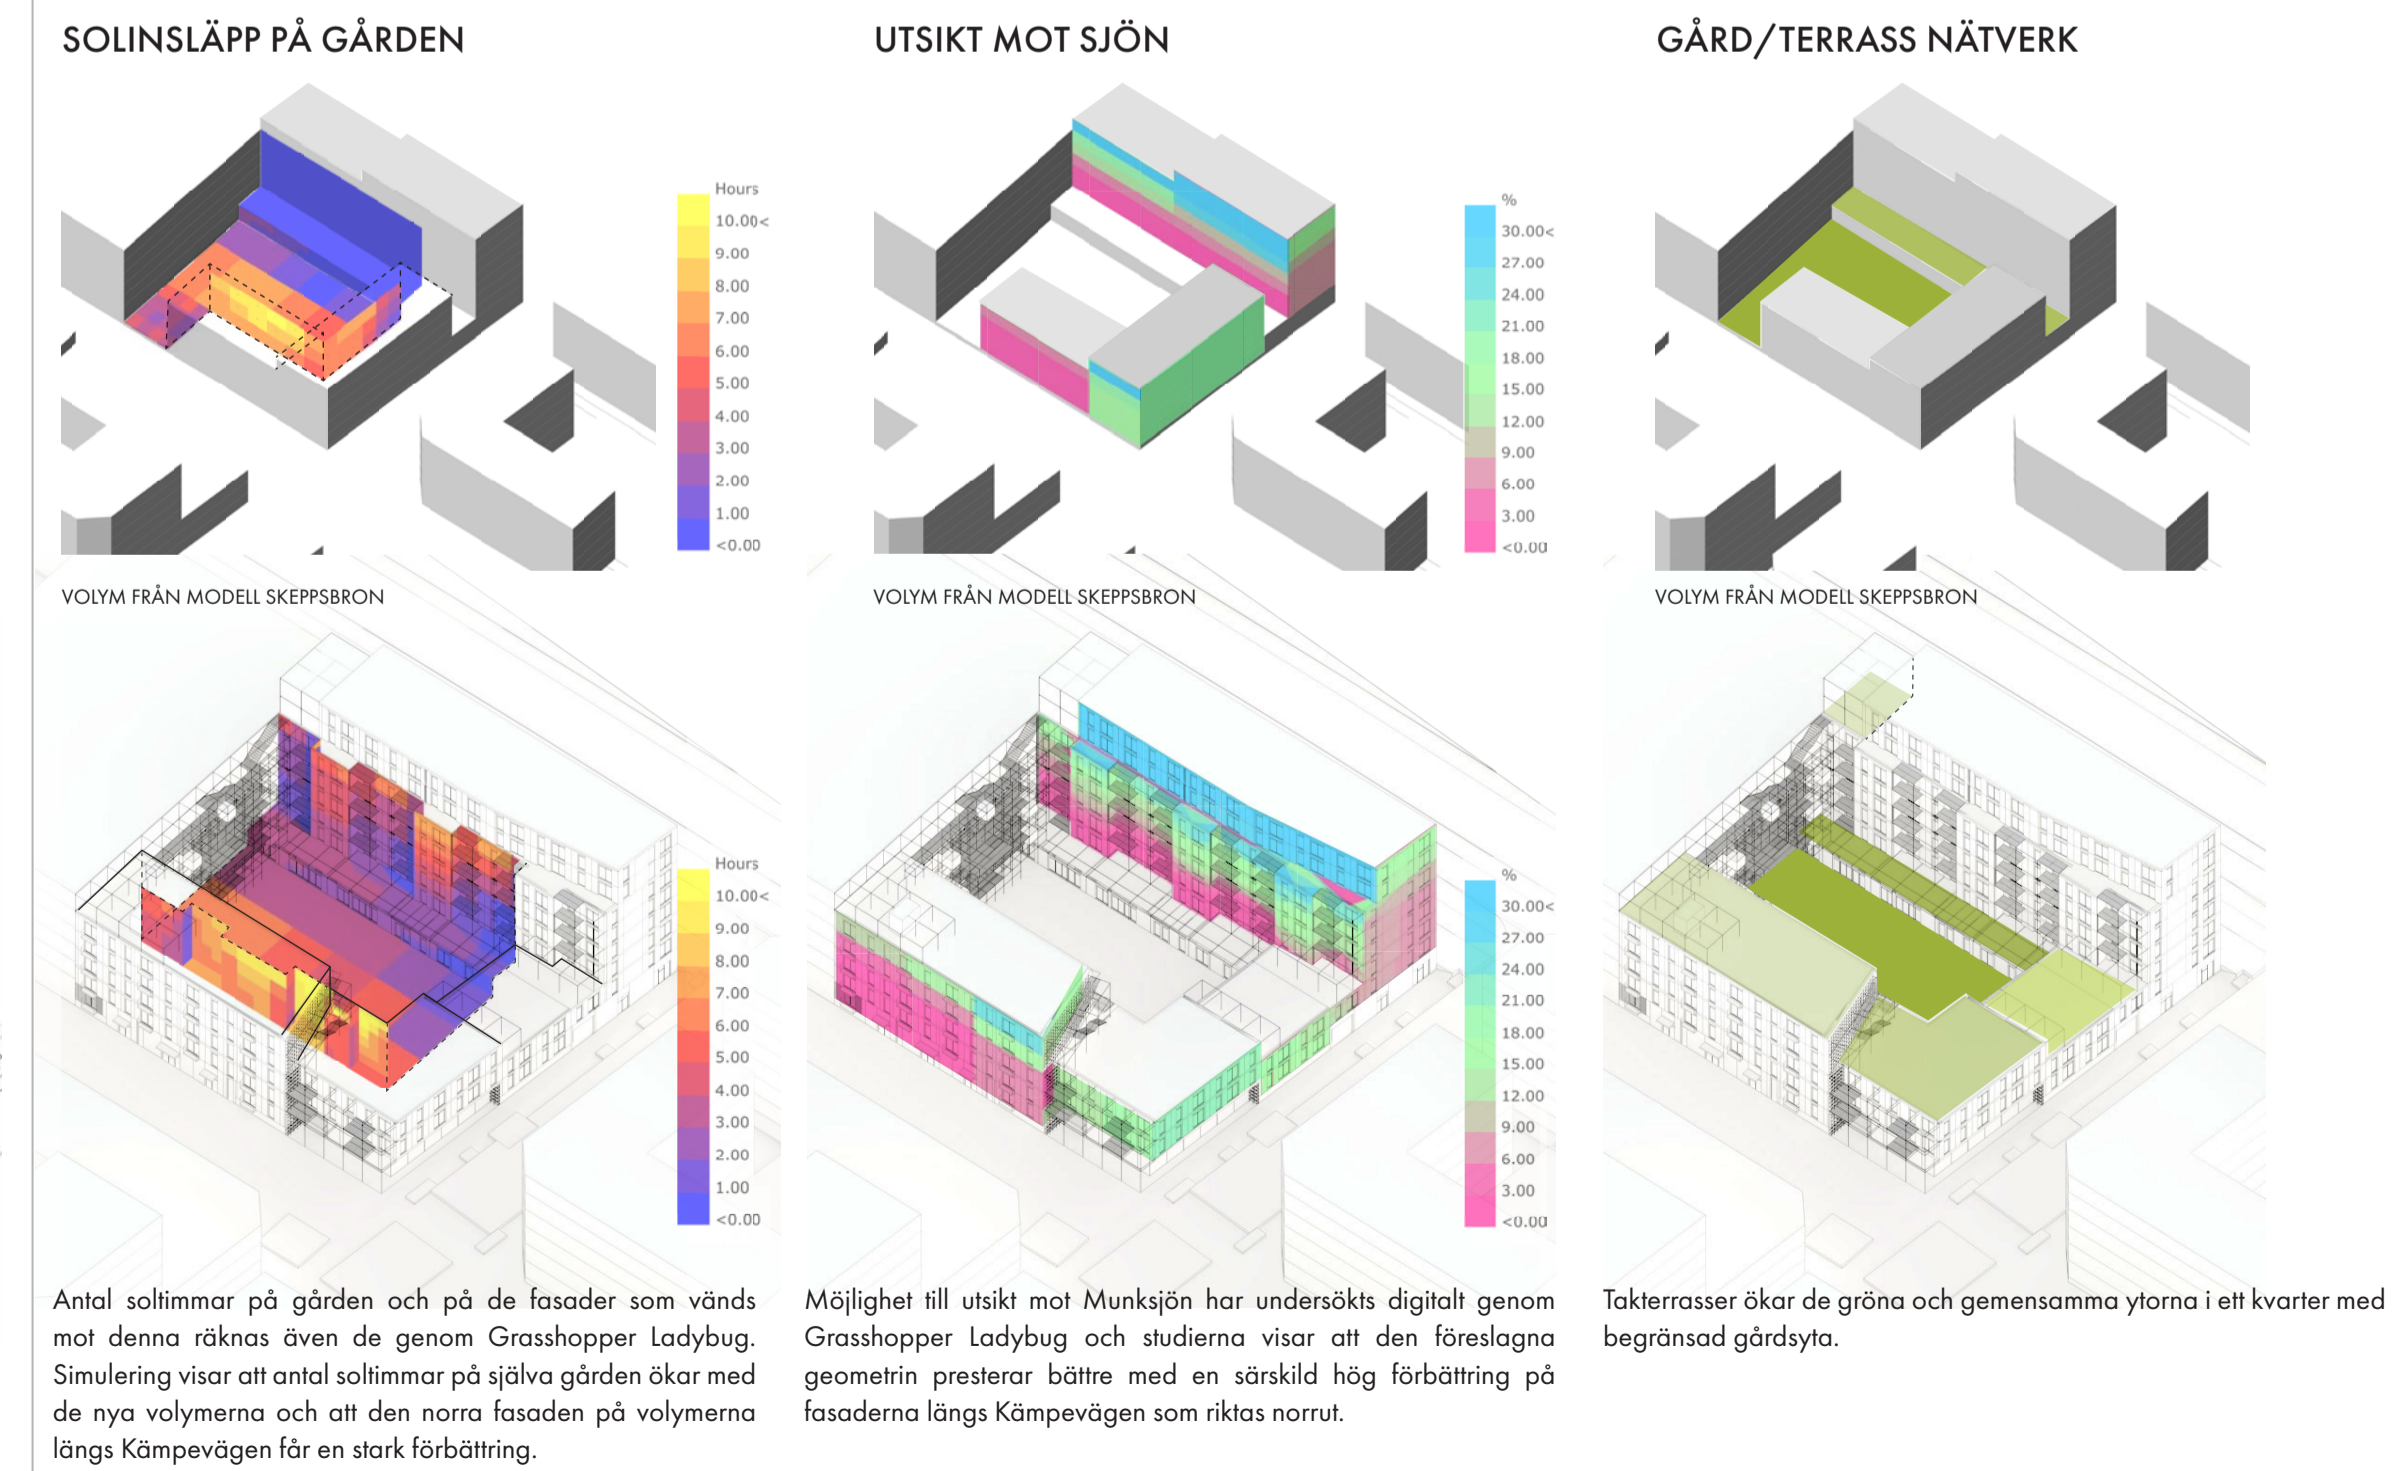 SOLINSLÄPP PÅ GÅRDEN
Hours
10.00<
9.00
8.00
7.00
6.00
5.00
4.00
3.00
2.00
1.00
<0.00
VOLYM FRÅN MODELL SKEPPSBRON
Hours
10.00<
9.00
8.00
7.00
6.00
5.00
4.00
3.00
2.00
1.00
<0.00
Antal soltimmar på gården och på de fasader som vänds
mot denna räknas även de genom Grasshopper Ladybug.
Simulering visar att antal soltimmar på själva gården ökar med
de nya volymerna och att den norra fasaden på volymerna
längs Kämpevägen får en stark förbättring.
UTSIKT MOT SJÖN
%
30.00<
27.00
24.00
21.00
18.00
15.00
12.00
9.00
6.00
3.00
<0.00
VOLYM FRÅN MODELL SKEPPSBRON
%
30.00<
27.00
24.00
21.00
18.00
15.00
12.00
9.00
6.00
3.00
<0.00
Möjlighet till utsikt mot Munksjön har undersökts digitalt genom
Grasshopper Ladybug och studierna visar att den föreslagna
geometrin presterar bättre med en särskild hög förbättring på
fasaderna längs Kämpevägen som riktas norrut.
GÅRD/TERRASS NÄTVERK
VOLYM FRÅN MODELL SKEPPSBRON
Takterrasser ökar de gröna och gemensamma ytorna i ett kvarter med
begränsad gårdsyta.